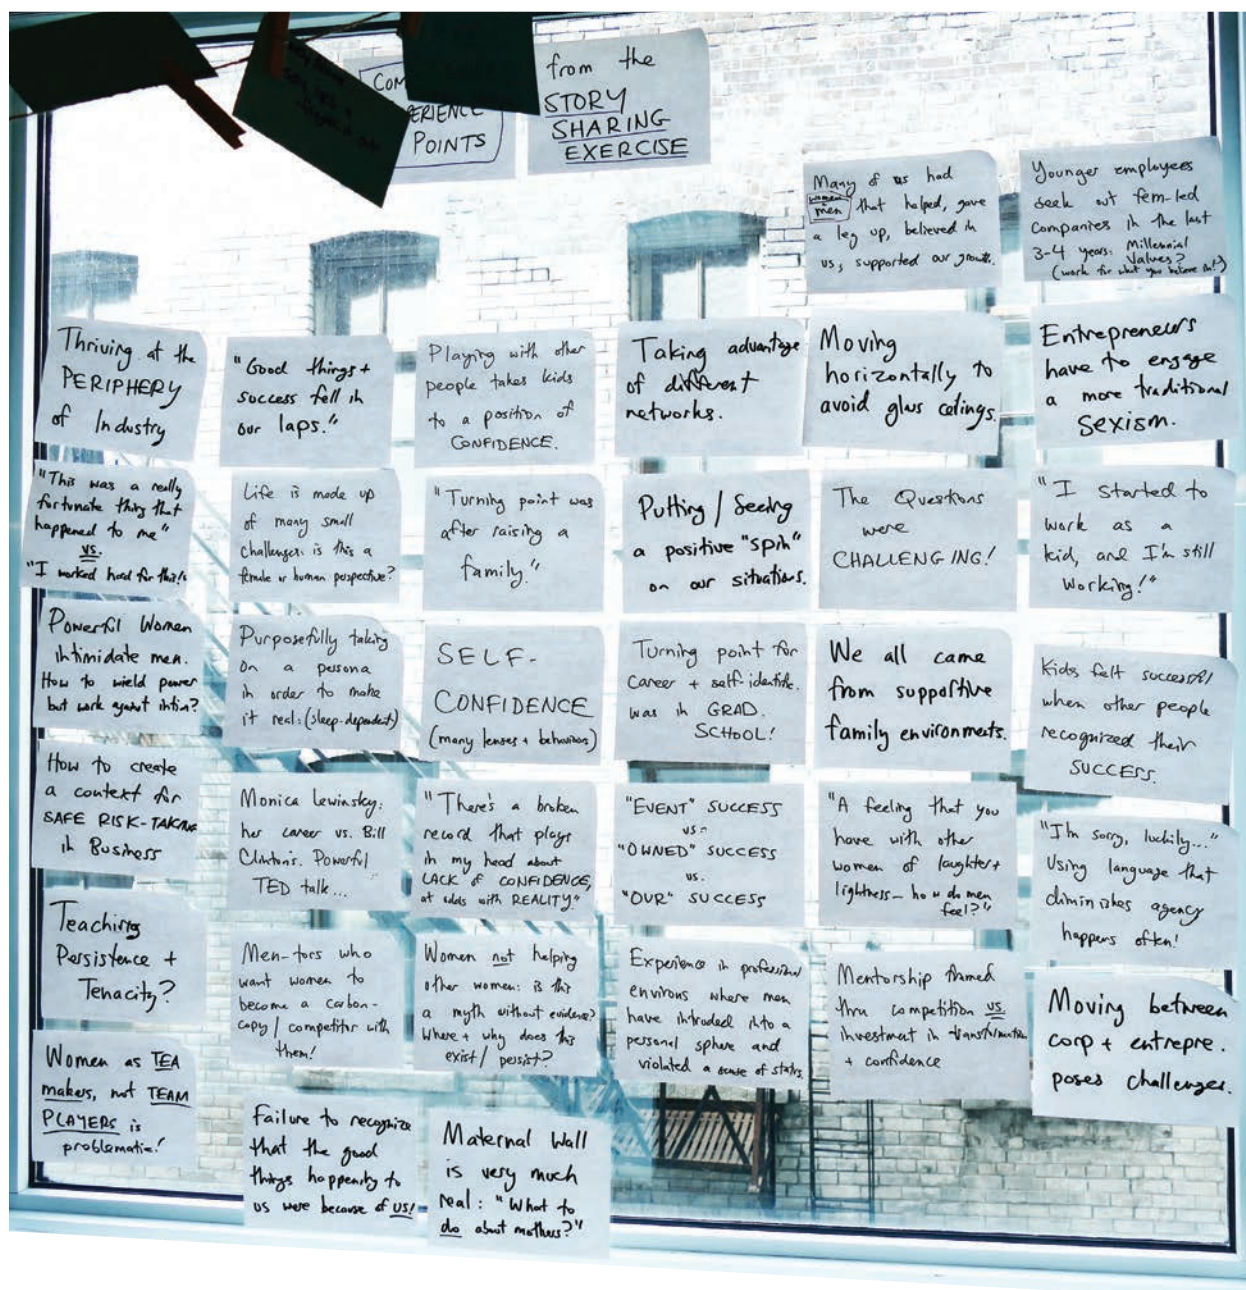 COM
ERIENCE
POINTS
from the
STORY
SHARING
EXERCISE
Many of us had
women
men that helped, gave
a leg up, believed in
us, supported our growth.
Younger employees
seek out fem-led
companies in the last
3-4 years. Millennial
Values?
(work for what you believe in!)
Thriving at the
PERIPHERY
of Industry
"Good things +
success fell in
our laps."
Playing with other
people takes kids
to a position of
CONFIDENCE.
Taking advantage
of different
networks.
Moving
horizontally to
avoid glass ceilings.
Entrepreneurs
have to engage
a more traditional
sexism.
"This was a really
fortunate thing that
happened to me"
vs.
"I worked hard for this!"
Life is made up
of many small
challenges: is this a
female or human perspective?
"Turning point was
after raising a
family."
Putting / Seeing
a positive "spin"
on our situations.
The Questions
were
CHALLENGING!
"I started to
work as a
kid, and I'm still
working!"
Powerful Women
intimidate men.
How to wield power
but work against intim?
Purposefully taking
on a persona
in order to make
it real: (sleep-dependent)
SELF-
CONFIDENCE
(many lenses + behaviors)
Turning point for
career + self-identific.
was in GRAD.
SCHOOL!
We all came
from supportive
family environments.
Kids felt successful
when other people
recognized their
SUCCESS.
How to create
a context for
SAFE RISK-TAKING
in Business
Monica Lewinsky:
her career vs. Bill
Clinton's. Powerful
TED talk...
"There's a broken
record that plays
in my head about
LACK of CONFIDENCE,
at odds with REALITY."
"EVENT" SUCCESS
vs.
"OWNED" SUCCESS
vs.
"OUR" SUCCESS
"A feeling that you
have with other
women of laughter +
lightness - how do men
feel?"
"I'm sorry, luckily..."
Using language that
diminishes agency
happens often!
Teaching
Persistence +
Tenacity?
Men-tors who
want women to
become a carbon-
copy / competitor with
them!
Women not helping
other women: is this
a myth without evidence?
Where + why does this
exist / persist?
Experience in professional
environs where men
have intruded into a
personal sphere and
violated a sense of status.
Mentorship framed
thru competition vs.
investment in transformation
+ confidence
Moving between
corp + entrepre.
poses challenges.
Women as TEA
makers, not TEAM
PLAYERS is
problematic!
Failure to recognize
that the good
things happening to
us were because of us!
Maternal Wall
is very much
real: "What to
do about mothers?"